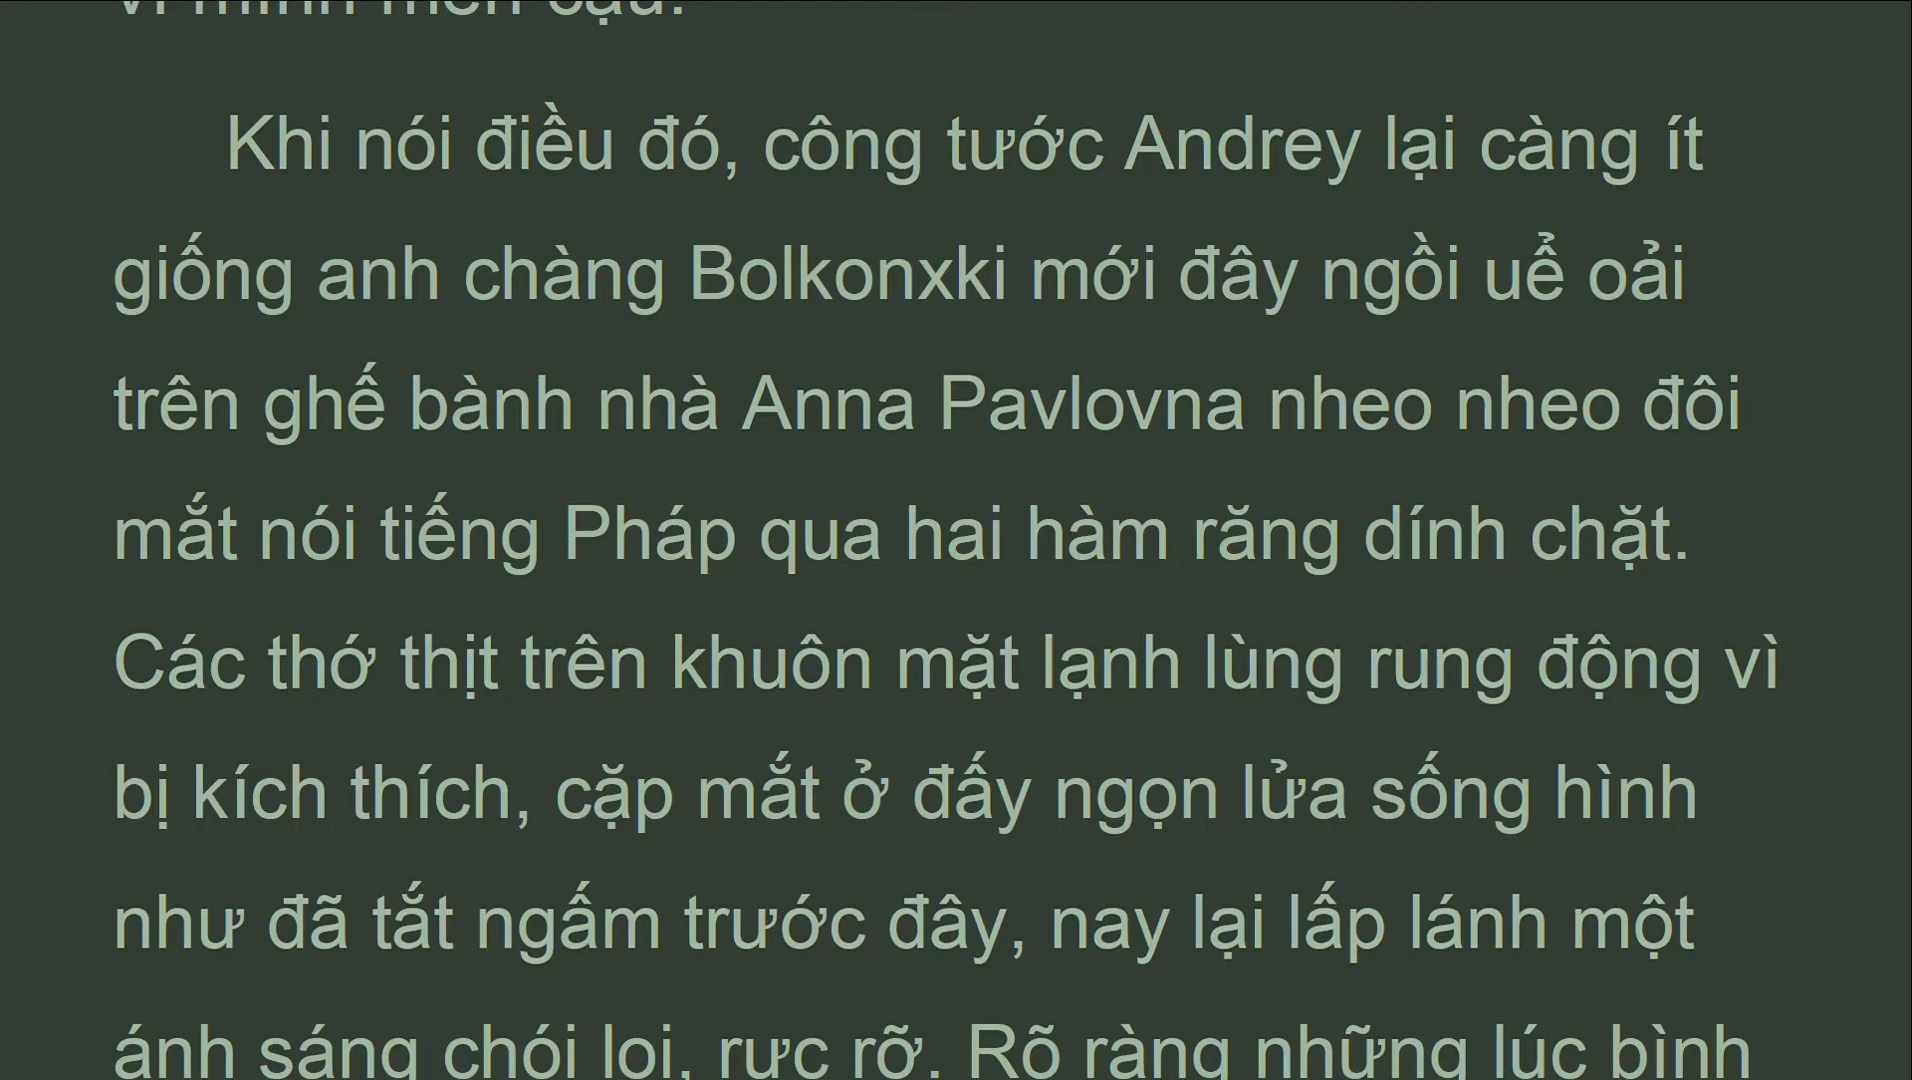 vì mình mến cậu.
Khi nói điều đó, công tước Andrey lại càng ít
giống anh chàng Bolkonxki mới đây ngồi uể oải
trên ghế bành nhà Anna Pavlovna nheo nheo đôi
mắt nói tiếng Pháp qua hai hàm răng dính chặt.
Các thớ thịt trên khuôn mặt lạnh lùng rung động vì
bị kích thích, cặp mắt ở đấy ngọn lửa sống hình
như đã tắt ngấm trước đây, nay lại lấp lánh một
ánh sáng chói lọi, rực rỡ. Rõ ràng những lúc bình